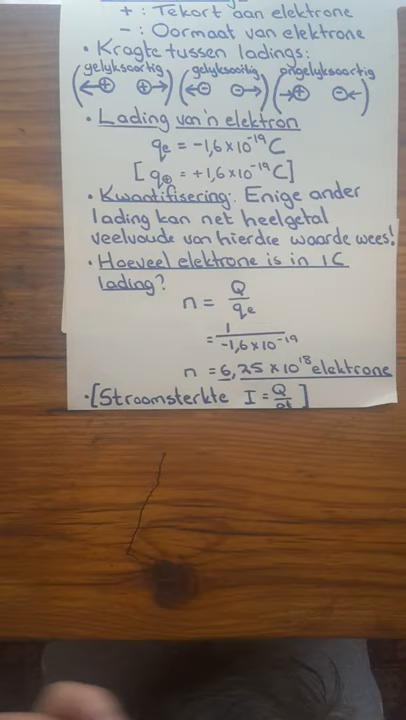 + : Tekort aan elektrone
- : Oormaat van elektrone
• Kragte tussen ladings:
(gelyksoortig) (gelyksoortig) (ongelyksoortig)
←⊕ ⊕→ ←⊖ ⊖→ →⊕ ⊖←
• Lading van 'n elektron
qe = -1,6 x 10⁻¹⁹ C
[q⊕ = +1,6 x 10⁻¹⁹ C]
• Kwantifisering: Enige ander
lading kan net heelgetal
veelvoude van hierdie waarde wees!
• Hoeveel elektrone is in 1C
lading?
n = Q/qe
= 1/-1,6 x 10⁻¹⁹
n = 6,25 x 10¹⁸ elektrone
• [Stroomsterkte I = Q/Δt]